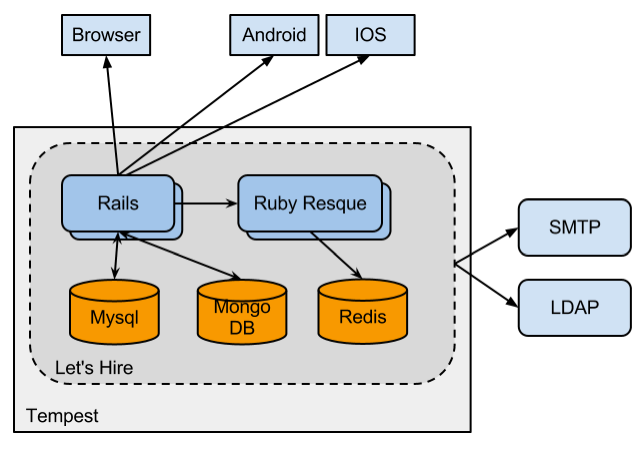 Browser
Android
IOS
Rails
Ruby Resque
SMTP
Mysql
Mongo
DB
Redis
LDAP
Let's Hire
Tempest